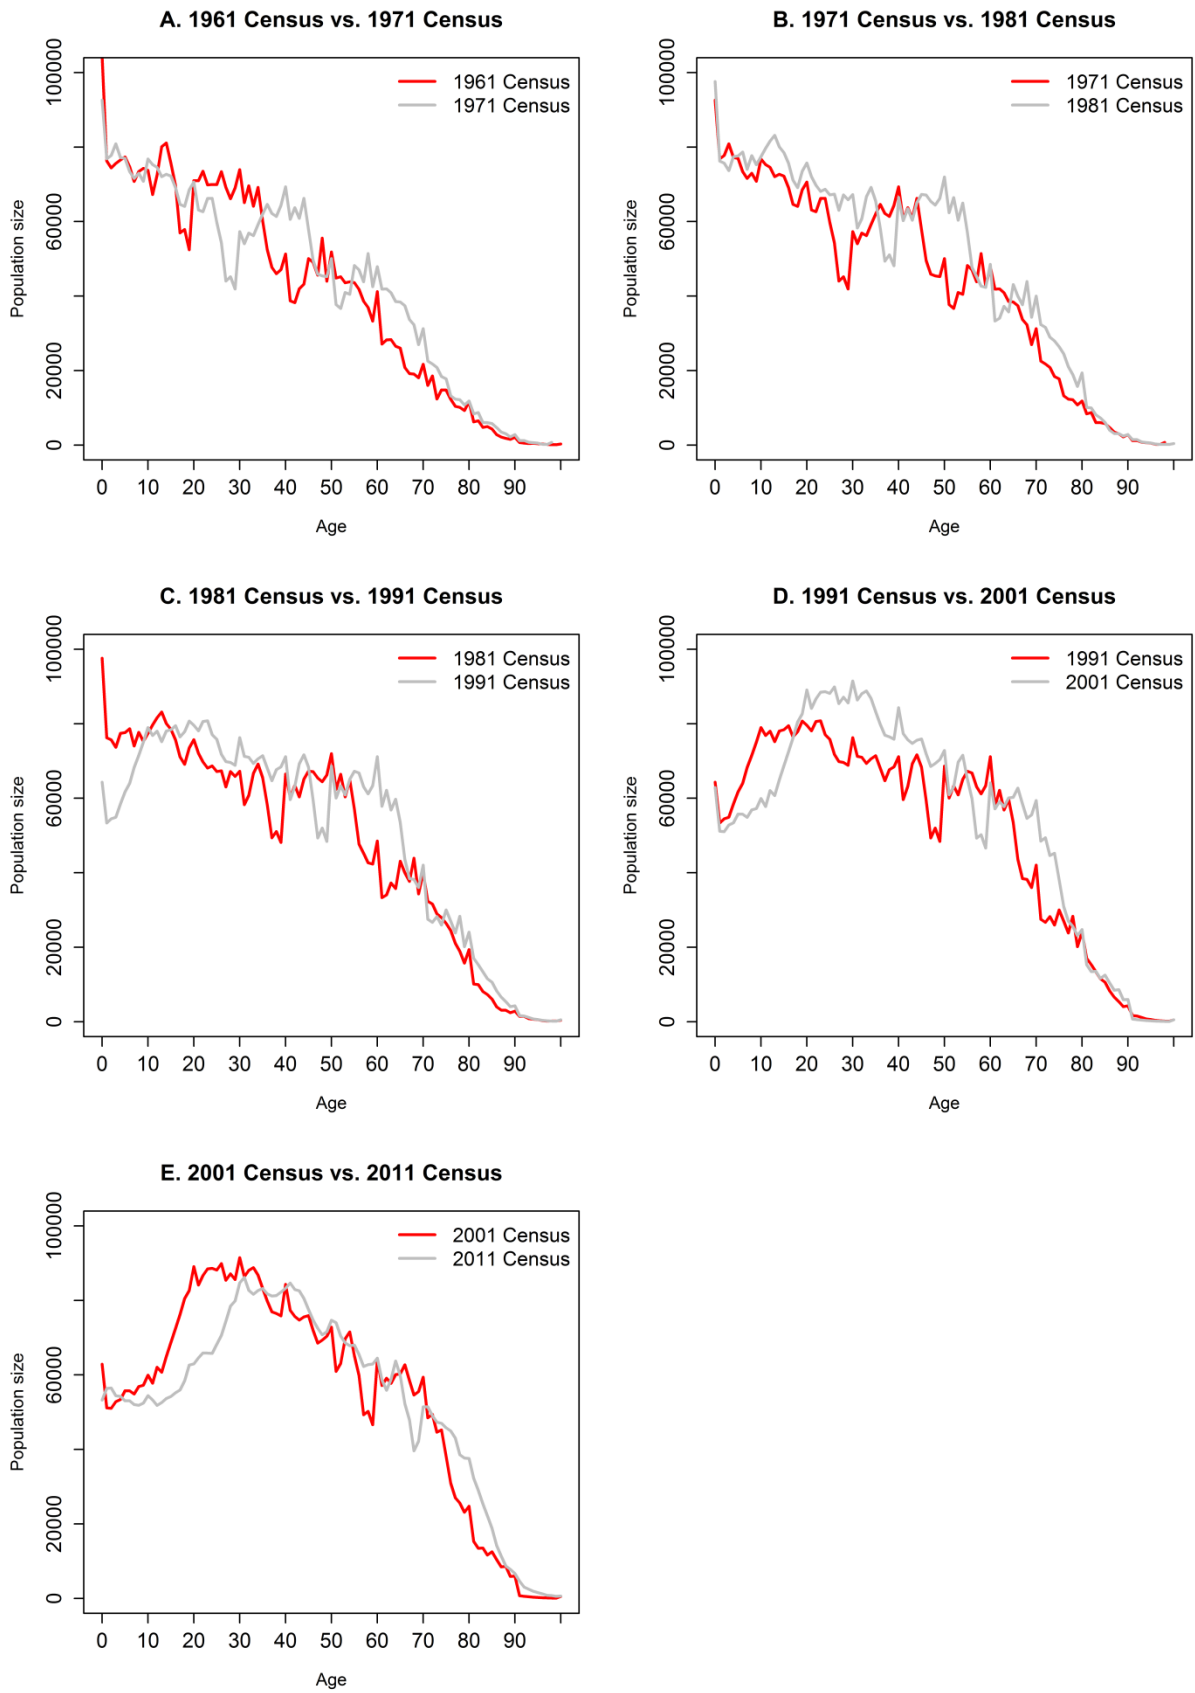 A. 1961 Census vs. 1971 Census
1961 Census
1971 Census
Population size
100000
60000
20000
0
0 10 20 30 40 50 60 70 80 90
Age
B. 1971 Census vs. 1981 Census
1971 Census
1981 Census
Population size
100000
60000
20000
0
0 10 20 30 40 50 60 70 80 90
Age
C. 1981 Census vs. 1991 Census
1981 Census
1991 Census
Population size
100000
60000
20000
0
0 10 20 30 40 50 60 70 80 90
Age
D. 1991 Census vs. 2001 Census
1991 Census
2001 Census
Population size
100000
60000
20000
0
0 10 20 30 40 50 60 70 80 90
Age
E. 2001 Census vs. 2011 Census
2001 Census
2011 Census
Population size
100000
60000
20000
0
0 10 20 30 40 50 60 70 80 90
Age